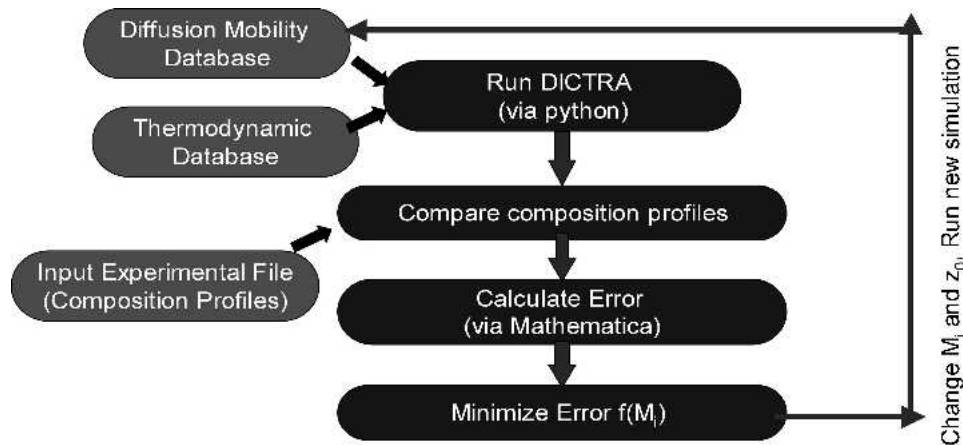 Diffusion Mobility
Database
Run DICTRA
(via python)
Thermodynamic
Database
Compare composition profiles
Input Experimental File
(Composition Profiles)
Calculate Error
(via Mathematica)
Minimize Error f(Mᵢ)
Change Mᵢ and z₀, Run new simulation